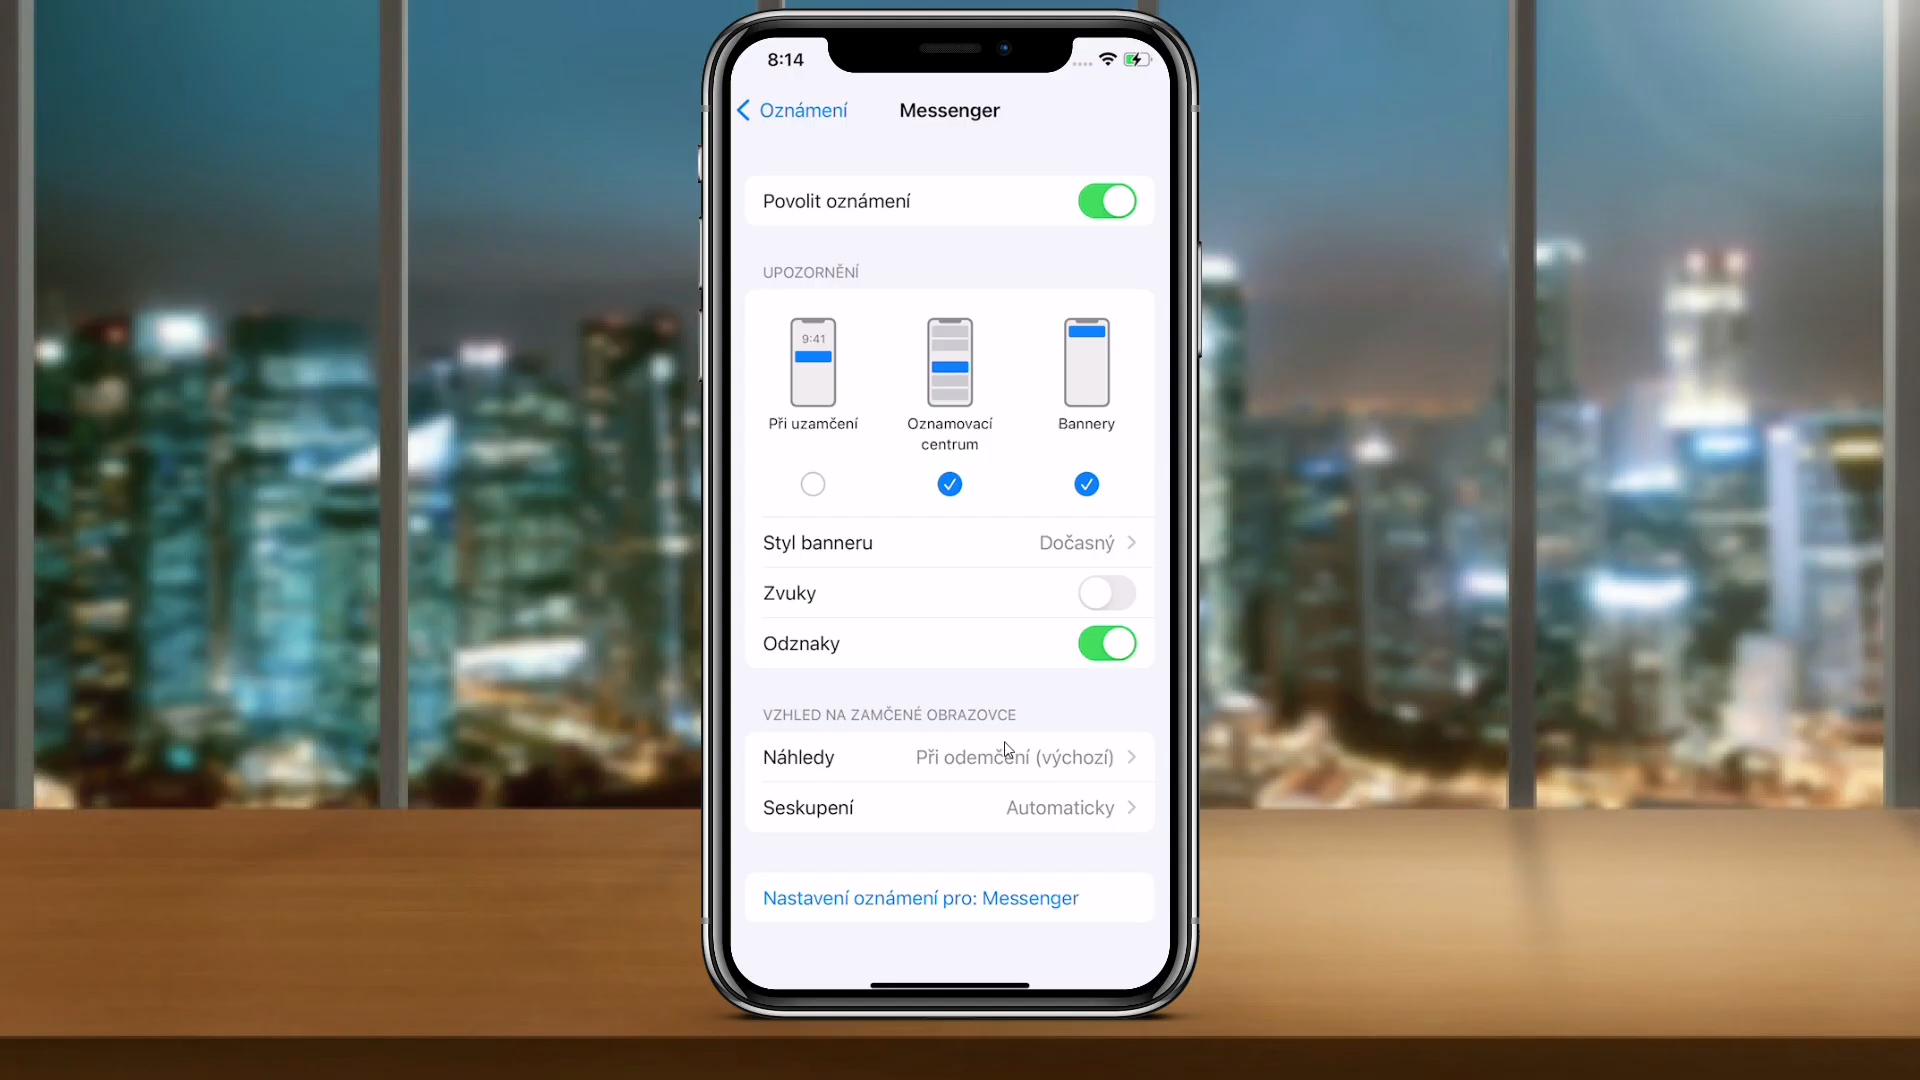 8:14
Oznámení
Messenger
Povolit oznámení
UPOZORNĚNÍ
9:41
Při uzamčení
Oznamovací
centrum
Bannery
Styl banneru
Dočasný
Zvuky
Odznaky
VZHLED NA ZAMČENÉ OBRAZOVCE
Náhledy
Při odemčení (výchozí)
Seskupení
Automaticky
Nastavení oznámení pro: Messenger